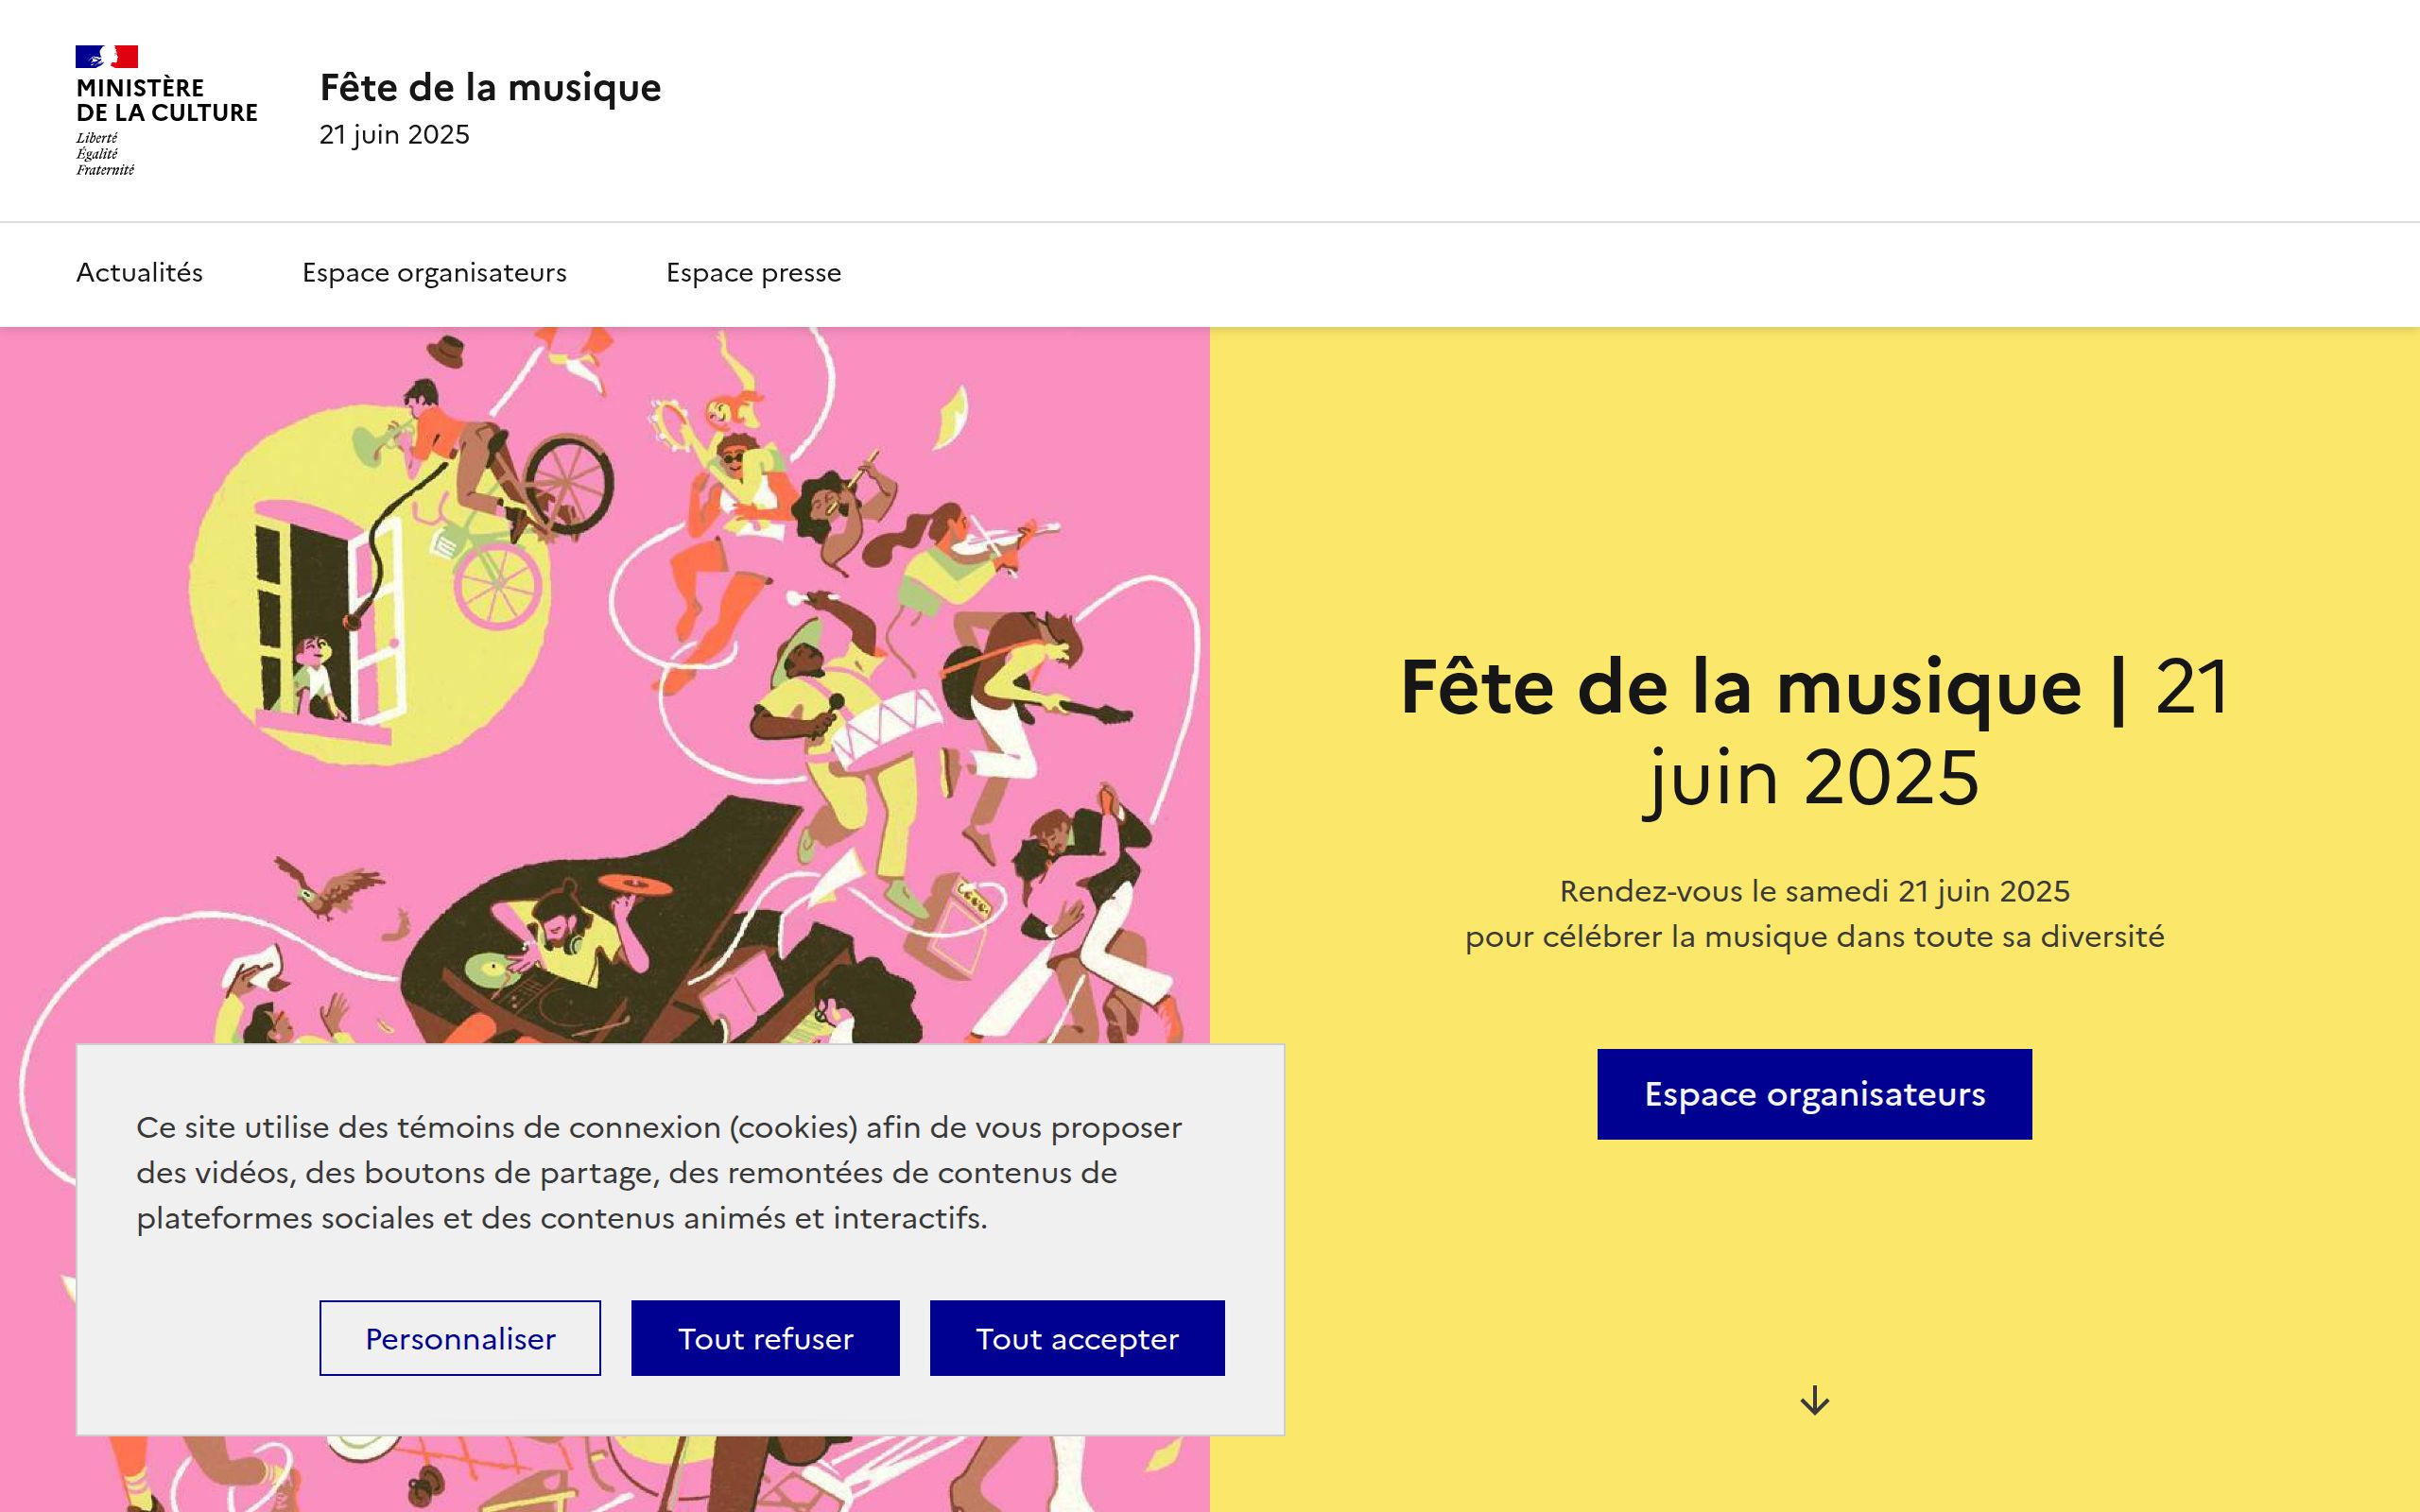 MINISTÈRE
DE LA CULTURE
Liberté
Égalité
Fraternité
Fête de la musique
21 juin 2025
Actualités
Espace organisateurs
Espace presse
Fête de la musique | 21
juin 2025
Rendez-vous le samedi 21 juin 2025
pour célébrer la musique dans toute sa diversité
Espace organisateurs
Ce site utilise des témoins de connexion (cookies) afin de vous proposer
des vidéos, des boutons de partage, des remontées de contenus de
plateformes sociales et des contenus animés et interactifs.
Personnaliser
Tout refuser
Tout accepter